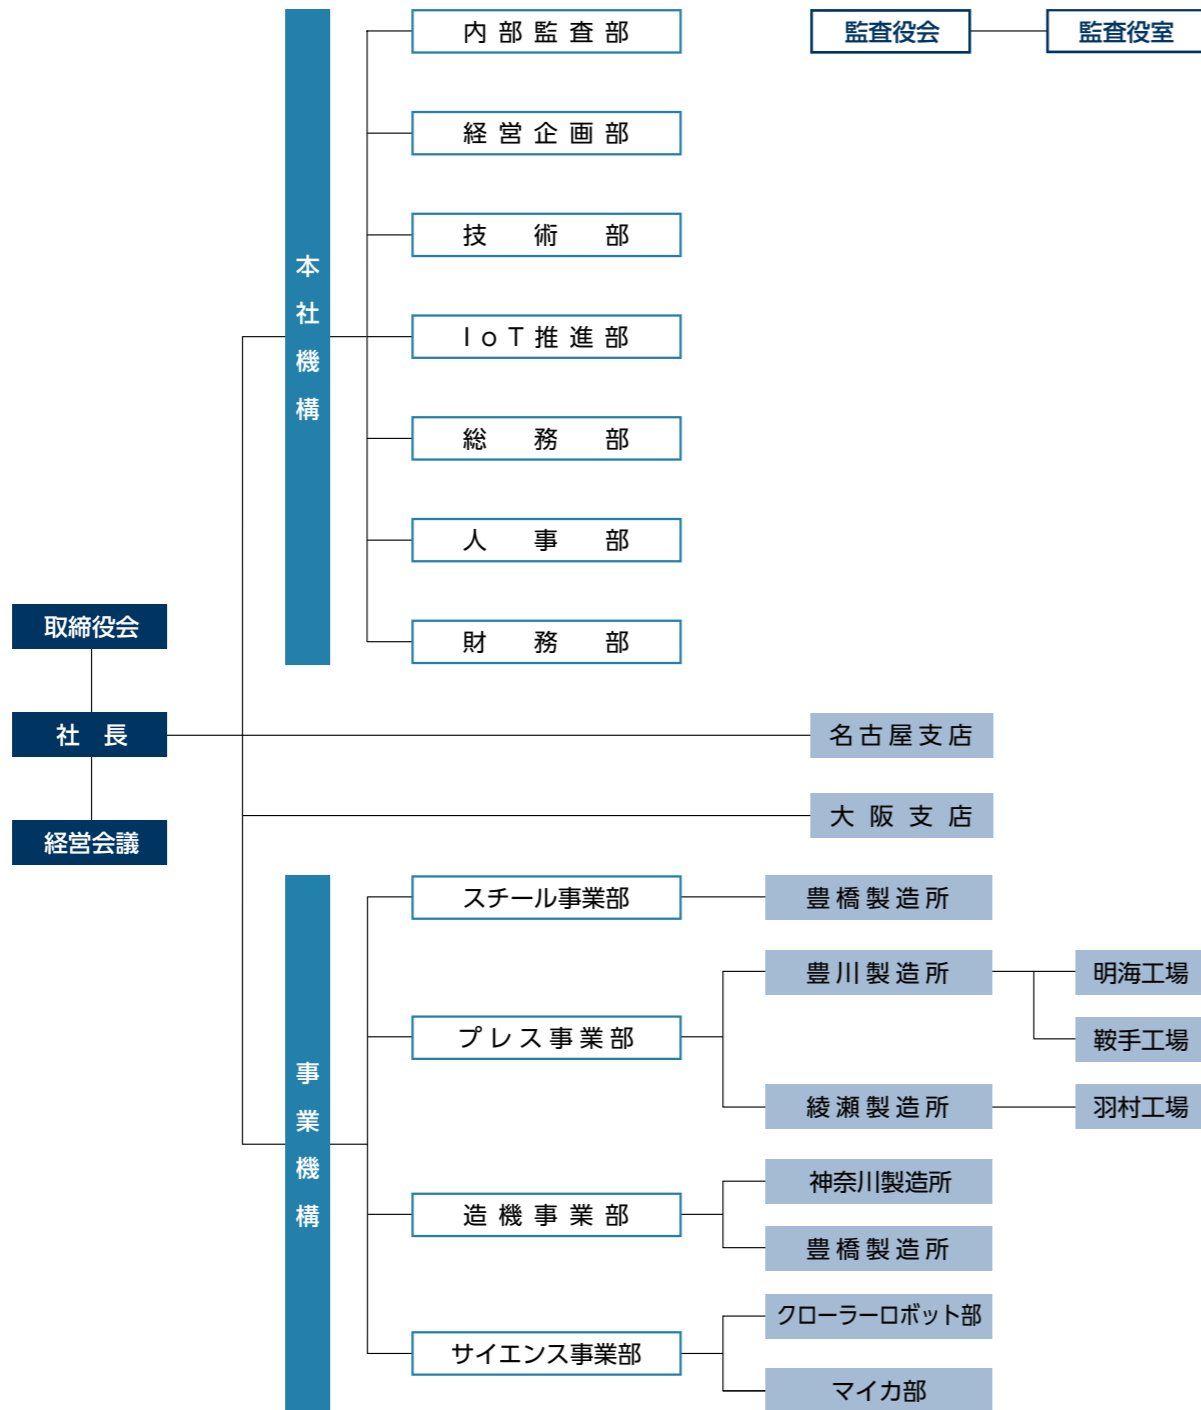 内部監査部
監査役会
監査役室
経営企画部
技術部
本社機構
IoT推進部
総務部
人事部
財務部
取締役会
社長
経営会議
名古屋支店
大阪支店
事業機構
スチール事業部
豊橋製造所
プレス事業部
豊川製造所
明海工場
鞍手工場
綾瀬製造所
羽村工場
造機事業部
神奈川製造所
豊橋製造所
サイエンス事業部
クローラーロボット部
マイカ部